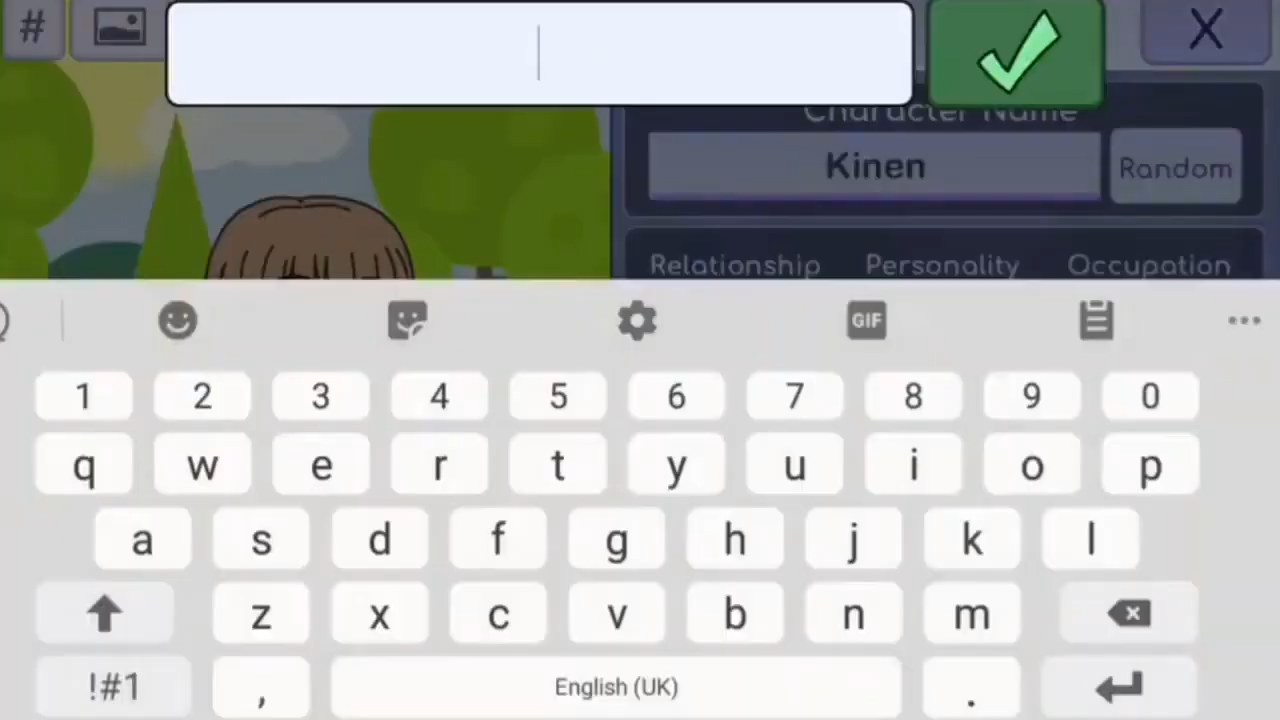 #
X
Character Name
Kinen
Random
Relationship Personality Occupation
GIF
1 2 3 4 5 6 7 8 9 0
q w e r t y u i o p
a s d f g h j k l
z x c v b n m
!#1 , English (UK) .